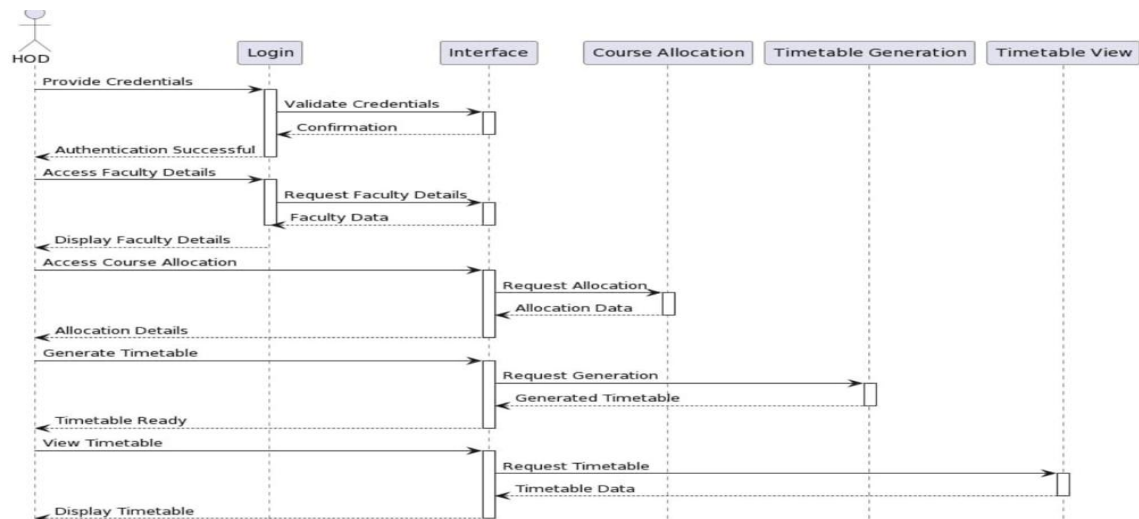 HOD
Login
Interface
Course Allocation
Timetable Generation
Timetable View
Provide Credentials
Validate Credentials
Confirmation
Authentication Successful
Access Faculty Details
Request Faculty Details
Faculty Data
Display Faculty Details
Access Course Allocation
Request Allocation
Allocation Data
Allocation Details
Generate Timetable
Request Generation
Generated Timetable
Timetable Ready
View Timetable
Request Timetable
Timetable Data
Display Timetable